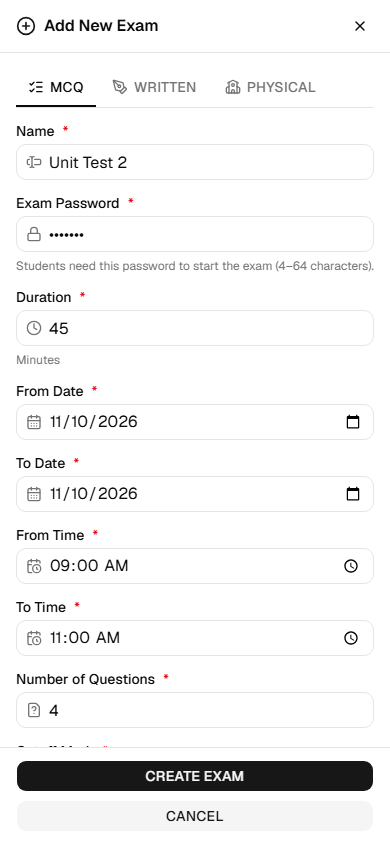 Add New Exam
MCQ
WRITTEN
PHYSICAL
Name *
Unit Test 2
Exam Password *
•••••••
Students need this password to start the exam (4–64 characters).
Duration *
45
Minutes
From Date *
11/10/2026
To Date *
11/10/2026
From Time *
09:00 AM
To Time *
11:00 AM
Number of Questions *
4
CREATE EXAM
CANCEL